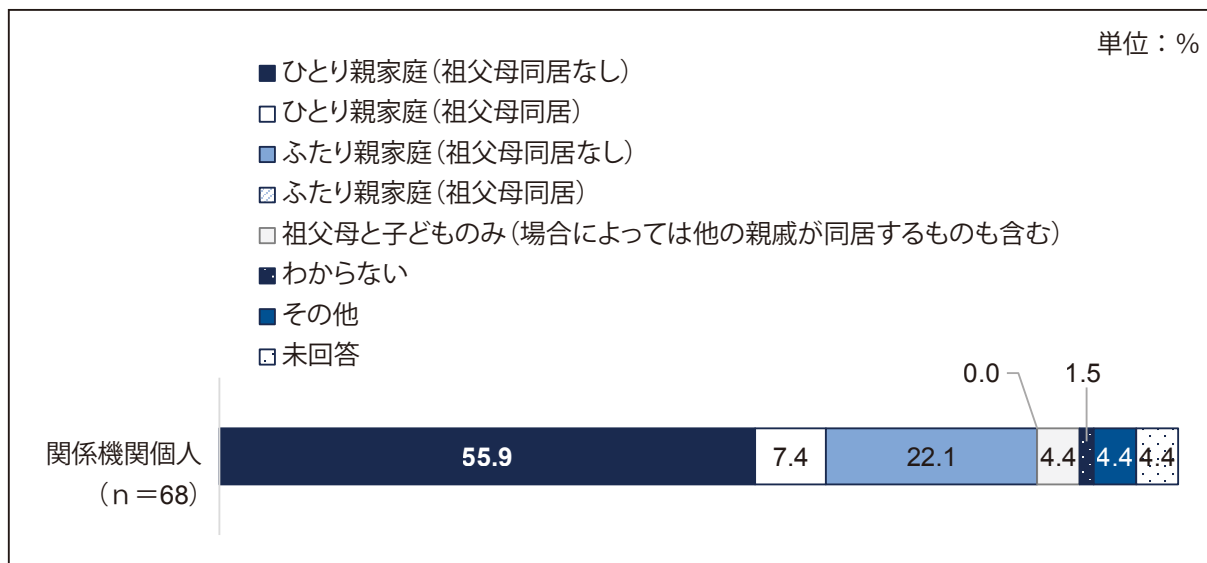 単位：％
ひとり親家庭（祖父母同居なし）
ひとり親家庭（祖父母同居）
ふたり親家庭（祖父母同居なし）
ふたり親家庭（祖父母同居）
祖父母と子どものみ（場合によっては他の親戚が同居するものも含む）
わからない
その他
未回答
0.0 1.5
関係機関個人
（ｎ＝68）
55.9 7.4 22.1 4.4 4.4 4.4